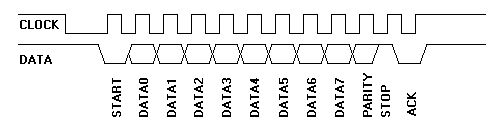 CLOCK
DATA
START
DATA0
DATA1
DATA2
DATA3
DATA4
DATA5
DATA6
DATA7
PARITY
STOP
ACK